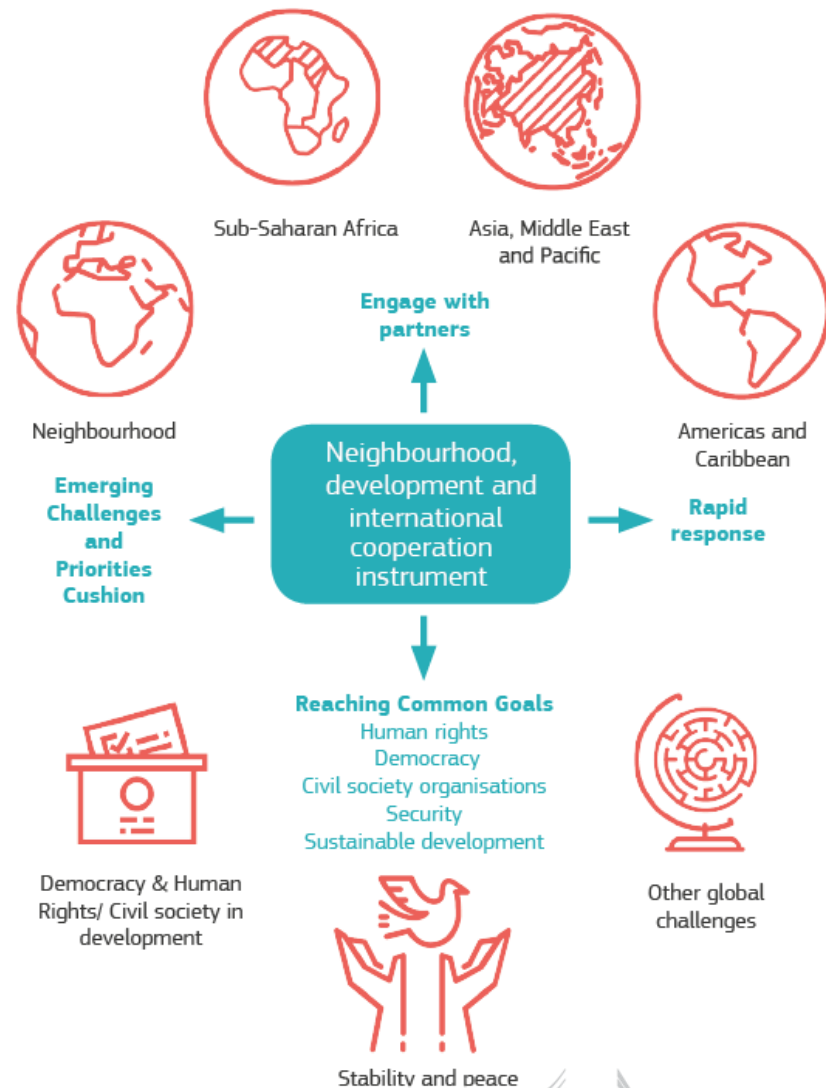 Sub-Saharan Africa
Asia, Middle East
and Pacific
Engage with
partners
Neighbourhood
Americas and
Caribbean
Emerging
Challenges
and
Priorities
Cushion
Neighbourhood,
development and
international
cooperation
instrument
Rapid
response
Reaching Common Goals
Human rights
Democracy
Civil society organisations
Security
Sustainable development
Democracy & Human
Rights/ Civil society in
development
Other global
challenges
Stability and peace